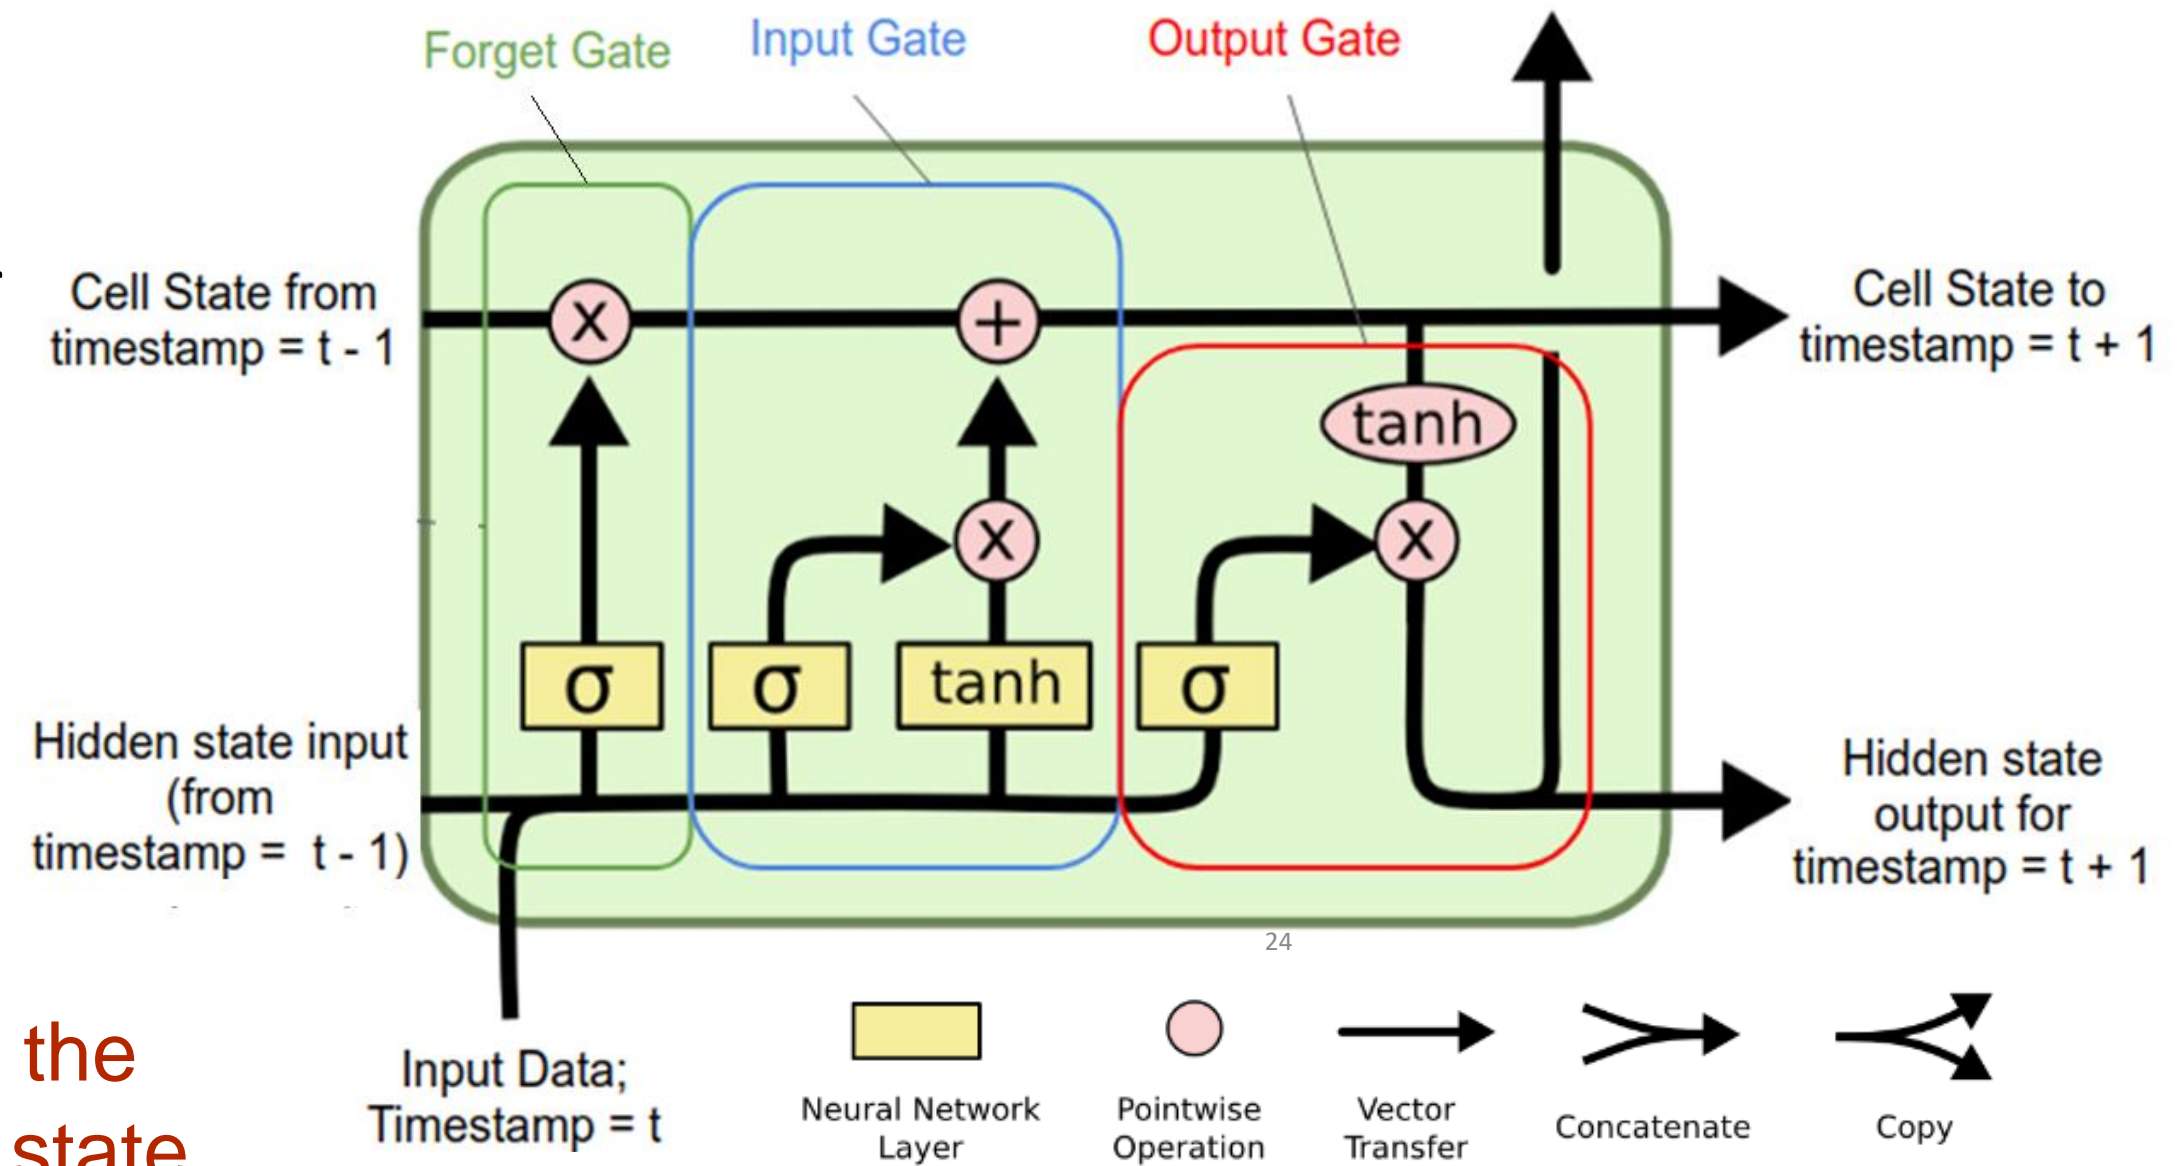 Forget Gate
Input Gate
Output Gate
Cell State from
timestamp = t - 1
x
+
Cell State to
timestamp = t + 1
tanh
x
x
σ
σ
tanh
σ
Hidden state input
(from
timestamp = t - 1)
Hidden state
output for
timestamp = t + 1
24
the
state
Input Data;
Timestamp = t
Neural Network
Layer
Pointwise
Operation
Vector
Transfer
Concatenate
Copy